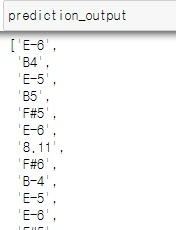 prediction_output
['E-6',
'B4',
'E-5',
'B5',
'F#5',
'E-6',
'8.11',
'F#6',
'B-4',
'E-5',
'E-6',